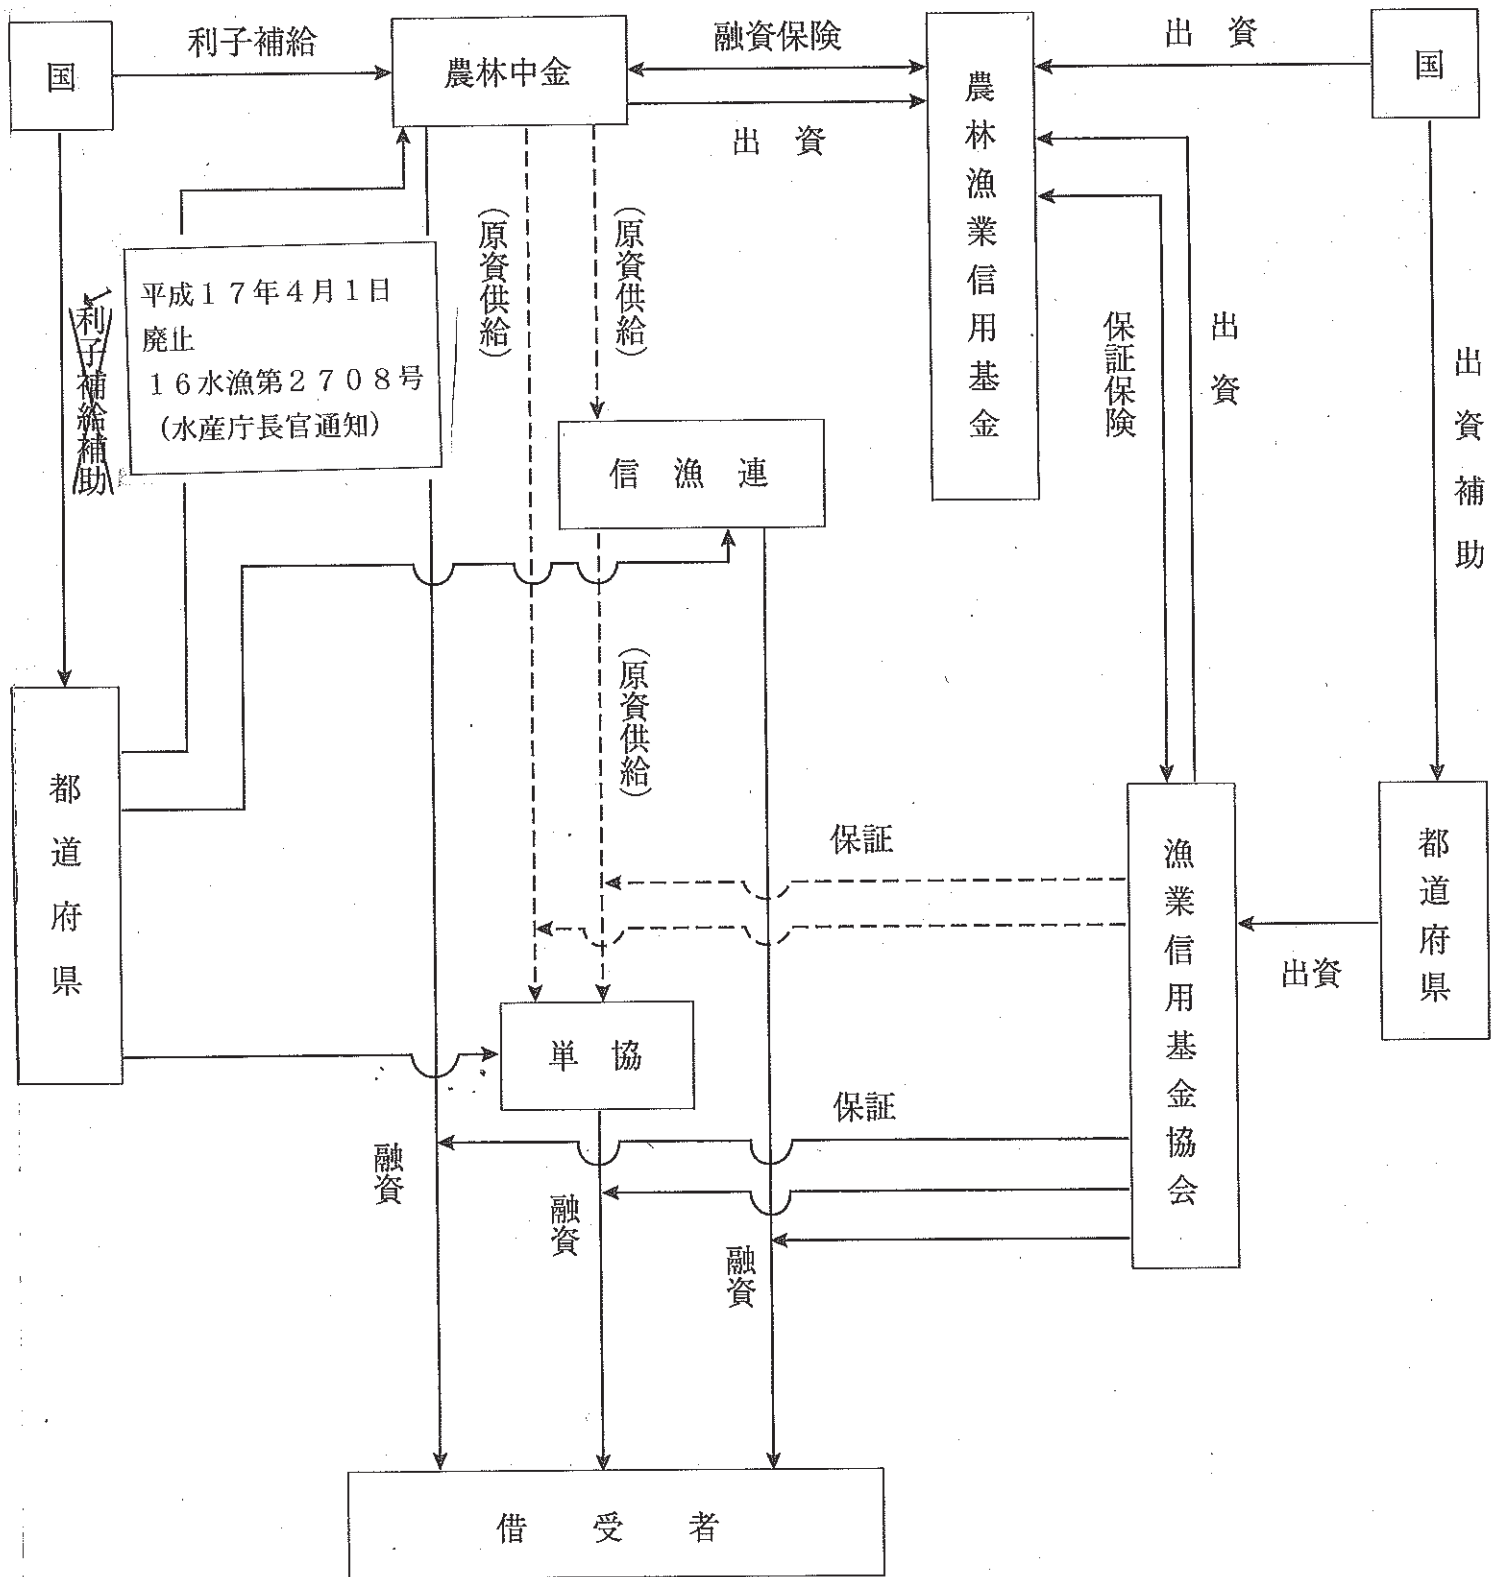 国
利子補給
農林中金
融資保険
出資
農林漁業信用基金
出資
国
平成17年4月1日
廃止
16水漁第2708号
(水産庁長官通知)
利子補給補助
(原資供給)
(原資供給)
信漁連
保証保険
出資
出資補助
(原資供給)
都道府県
保証
漁業信用基金協会
都道府県
出資
単協
保証
融資
融資
融資
借受者